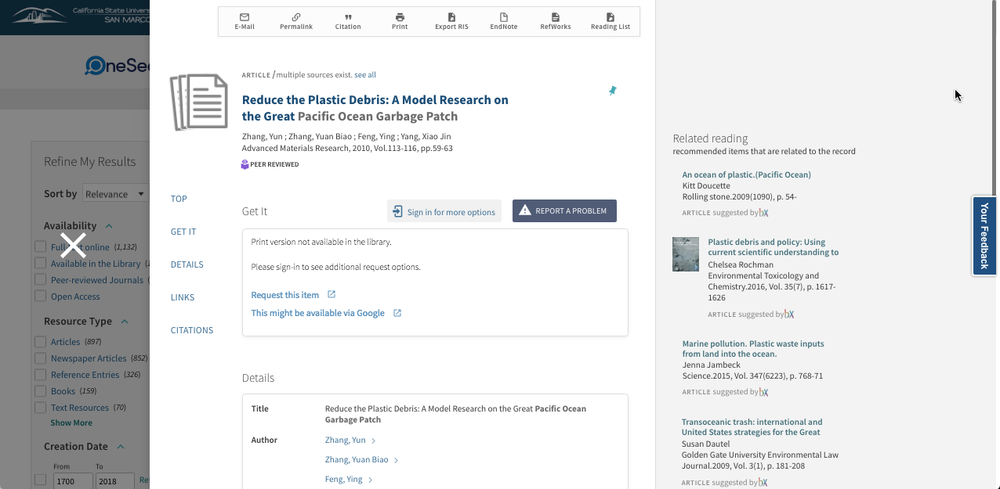 California State Univer
SAN MARCO
OneSe
Refine My Results
Sort by
Relevance
Availability
Full text online (1,132)
Available in the Library
Peer-reviewed Journals
Open Access
Resource Type
Articles (897)
Newspaper Articles (852)
Reference Entries (326)
Books (159)
Text Resources (70)
Show More
Creation Date
From To
1700 2018
E-Mail Permalink Citation Print Export RIS EndNote RefWorks Reading List
ARTICLE /multiple sources exist. see all
Reduce the Plastic Debris: A Model Research on
the Great Pacific Ocean Garbage Patch
Zhang, Yun ; Zhang, Yuan Biao ; Feng, Ying ; Yang, Xiao Jin
Advanced Materials Research, 2010, Vol.113-116, pp.59-63
PEER REVIEWED
TOP
GET IT
DETAILS
LINKS
CITATIONS
Get It
Sign in for more options
REPORT A PROBLEM
Print version not available in the library.
Please sign-in to see additional request options.
Request this item
This might be available via Google
Details
Title Reduce the Plastic Debris: A Model Research on the Great Pacific Ocean
Garbage Patch
Author Zhang, Yun
Zhang, Yuan Biao
Feng, Ying
Related reading
recommended items that are related to the record
An ocean of plastic.(Pacific Ocean)
Kitt Doucette
Rolling stone.2009(1090), p. 54-
ARTICLE suggested by bX
Plastic debris and policy: Using
current scientific understanding to
Chelsea Rochman
Environmental Toxicology and
Chemistry.2016, Vol. 35(7), p. 1617-
1626
ARTICLE suggested by bX
Marine pollution. Plastic waste inputs
from land into the ocean.
Jenna Jambeck
Science.2015, Vol. 347(6223), p. 768-71
ARTICLE suggested by bX
Transoceanic trash: international and
United States strategies for the Great
Susan Dautel
Golden Gate University Environmental Law
Journal.2009, Vol. 3(1), p. 181-208
ARTICLE suggested by bX
Your Feedback